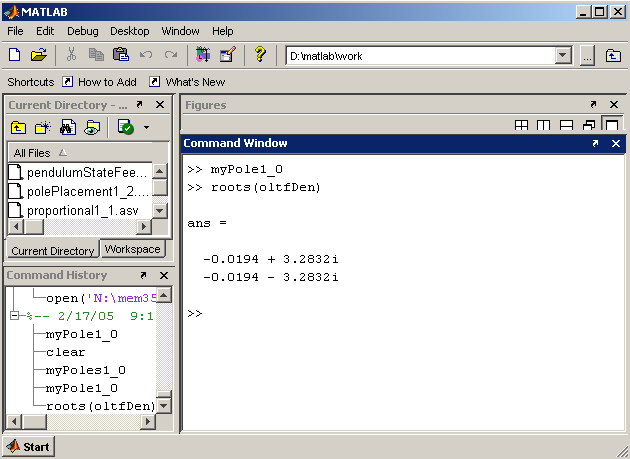 MATLAB
File Edit Debug Desktop Window Help
D:\matlab\work
...
Shortcuts How to Add What's New
Current Directory - ...
All Files
pendulumStateFee...
polePlacement1_2....
proportional1_1.asv
Current Directory Workspace
Command History
open('N:\mem35
%-- 2/17/05 9:1
myPole1_0
clear
myPoles1_0
myPole1_0
roots(oltfDen)
Figures
Command Window
>> myPole1_0
>> roots(oltfDen)
ans =
-0.0194 + 3.2832i
-0.0194 - 3.2832i
>>
Start